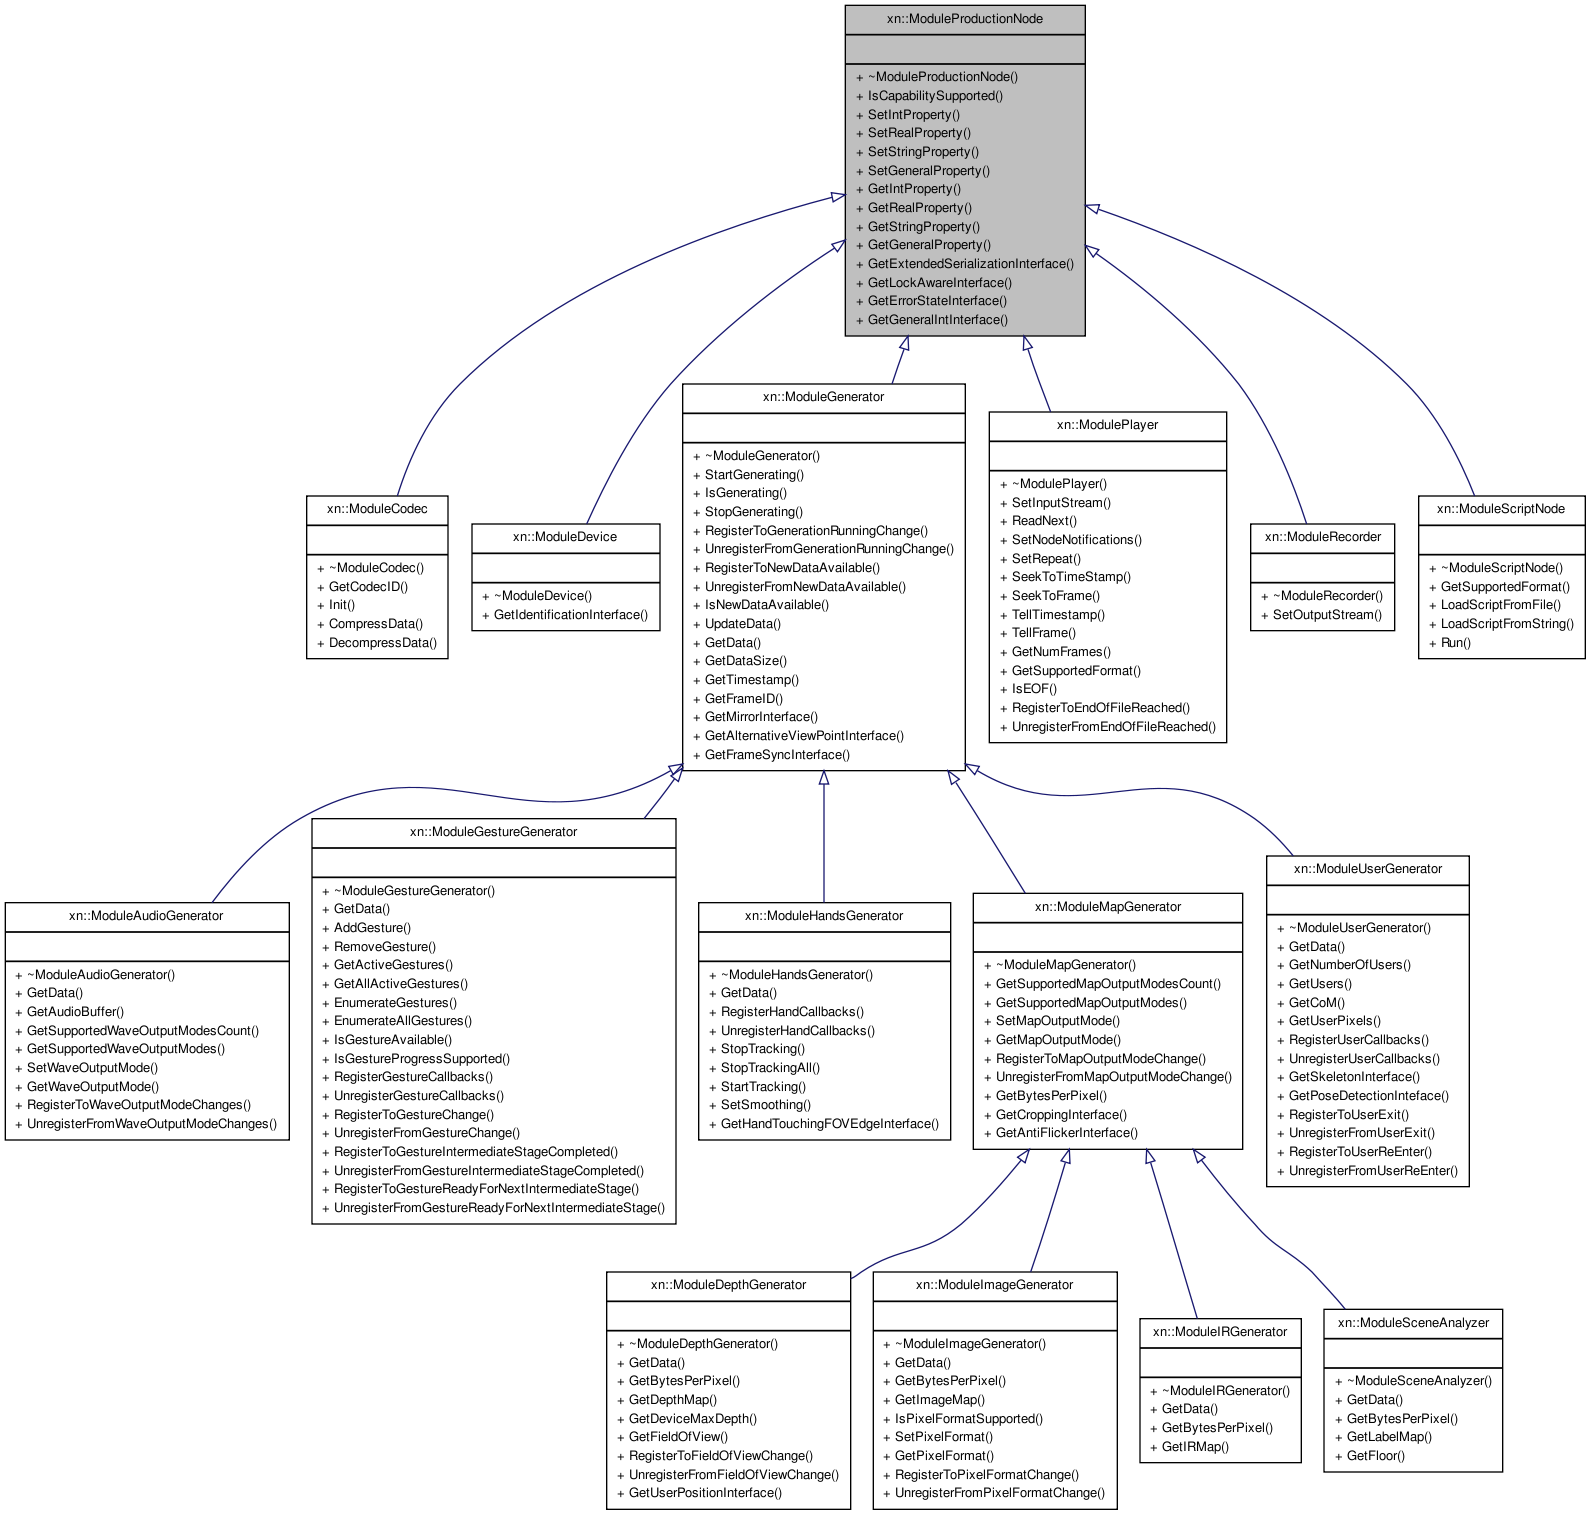 xn::ModuleProductionNode
+ ~ModuleProductionNode()
+ IsCapabilitySupported()
+ SetIntProperty()
+ SetRealProperty()
+ SetStringProperty()
+ SetGeneralProperty()
+ GetIntProperty()
+ GetRealProperty()
+ GetStringProperty()
+ GetGeneralProperty()
+ GetExtendedSerializationInterface()
+ GetLockAwareInterface()
+ GetErrorStateInterface()
+ GetGeneralIntInterface()
xn::ModuleCodec
+ ~ModuleCodec()
+ GetCodecID()
+ Init()
+ CompressData()
+ DecompressData()
xn::ModuleDevice
+ ~ModuleDevice()
+ GetIdentificationInterface()
xn::ModuleGenerator
+ ~ModuleGenerator()
+ StartGenerating()
+ IsGenerating()
+ StopGenerating()
+ RegisterToGenerationRunningChange()
+ UnregisterFromGenerationRunningChange()
+ RegisterToNewDataAvailable()
+ UnregisterFromNewDataAvailable()
+ IsNewDataAvailable()
+ UpdateData()
+ GetData()
+ GetDataSize()
+ GetTimestamp()
+ GetFrameID()
+ GetMirrorInterface()
+ GetAlternativeViewPointInterface()
+ GetFrameSyncInterface()
xn::ModulePlayer
+ ~ModulePlayer()
+ SetInputStream()
+ ReadNext()
+ SetNodeNotifications()
+ SetRepeat()
+ SeekToTimeStamp()
+ SeekToFrame()
+ TellTimestamp()
+ TellFrame()
+ GetNumFrames()
+ GetSupportedFormat()
+ IsEOF()
+ RegisterToEndOfFileReached()
+ UnregisterFromEndOfFileReached()
xn::ModuleRecorder
+ ~ModuleRecorder()
+ SetOutputStream()
xn::ModuleScriptNode
+ ~ModuleScriptNode()
+ GetSupportedFormat()
+ LoadScriptFromFile()
+ LoadScriptFromString()
+ Run()
xn::ModuleAudioGenerator
+ ~ModuleAudioGenerator()
+ GetData()
+ GetAudioBuffer()
+ GetSupportedWaveOutputModesCount()
+ GetSupportedWaveOutputModes()
+ SetWaveOutputMode()
+ GetWaveOutputMode()
+ RegisterToWaveOutputModeChanges()
+ UnregisterFromWaveOutputModeChanges()
xn::ModuleGestureGenerator
+ ~ModuleGestureGenerator()
+ GetData()
+ AddGesture()
+ RemoveGesture()
+ GetActiveGestures()
+ GetAllActiveGestures()
+ EnumerateGestures()
+ EnumerateAllGestures()
+ IsGestureAvailable()
+ IsGestureProgressSupported()
+ RegisterGestureCallbacks()
+ UnregisterGestureCallbacks()
+ RegisterToGestureChange()
+ UnregisterFromGestureChange()
+ RegisterToGestureIntermediateStageCompleted()
+ UnregisterFromGestureIntermediateStageCompleted()
+ RegisterToGestureReadyForNextIntermediateStage()
+ UnregisterFromGestureReadyForNextIntermediateStage()
xn::ModuleHandsGenerator
+ ~ModuleHandsGenerator()
+ GetData()
+ RegisterHandCallbacks()
+ UnregisterHandCallbacks()
+ StopTracking()
+ StopTrackingAll()
+ StartTracking()
+ SetSmoothing()
+ GetHandTouchingFOVEdgeInterface()
xn::ModuleMapGenerator
+ ~ModuleMapGenerator()
+ GetSupportedMapOutputModesCount()
+ GetSupportedMapOutputModes()
+ SetMapOutputMode()
+ GetMapOutputMode()
+ RegisterToMapOutputModeChange()
+ UnregisterFromMapOutputModeChange()
+ GetBytesPerPixel()
+ GetCroppingInterface()
+ GetAntiFlickerInterface()
xn::ModuleUserGenerator
+ ~ModuleUserGenerator()
+ GetData()
+ GetNumberOfUsers()
+ GetUsers()
+ GetCoM()
+ GetUserPixels()
+ RegisterUserCallbacks()
+ UnregisterUserCallbacks()
+ GetSkeletonInterface()
+ GetPoseDetectionInteface()
+ RegisterToUserExit()
+ UnregisterFromUserExit()
+ RegisterToUserReEnter()
+ UnregisterFromUserReEnter()
xn::ModuleDepthGenerator
+ ~ModuleDepthGenerator()
+ GetData()
+ GetBytesPerPixel()
+ GetDepthMap()
+ GetDeviceMaxDepth()
+ GetFieldOfView()
+ RegisterToFieldOfViewChange()
+ UnregisterFromFieldOfViewChange()
+ GetUserPositionInterface()
xn::ModuleImageGenerator
+ ~ModuleImageGenerator()
+ GetData()
+ GetBytesPerPixel()
+ GetImageMap()
+ IsPixelFormatSupported()
+ SetPixelFormat()
+ GetPixelFormat()
+ RegisterToPixelFormatChange()
+ UnregisterFromPixelFormatChange()
xn::ModuleIRGenerator
+ ~ModuleIRGenerator()
+ GetData()
+ GetBytesPerPixel()
+ GetIRMap()
xn::ModuleSceneAnalyzer
+ ~ModuleSceneAnalyzer()
+ GetData()
+ GetBytesPerPixel()
+ GetLabelMap()
+ GetFloor()